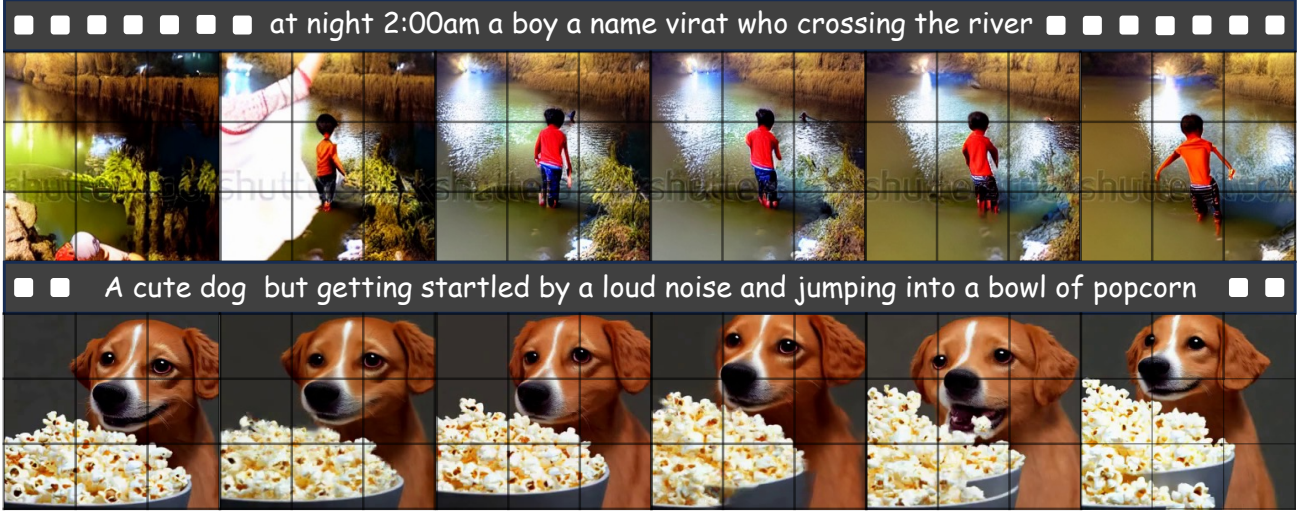 at night 2:00am a boy a name virat who crossing the river
shutterstock
A cute dog but getting startled by a loud noise and jumping into a bowl of popcorn